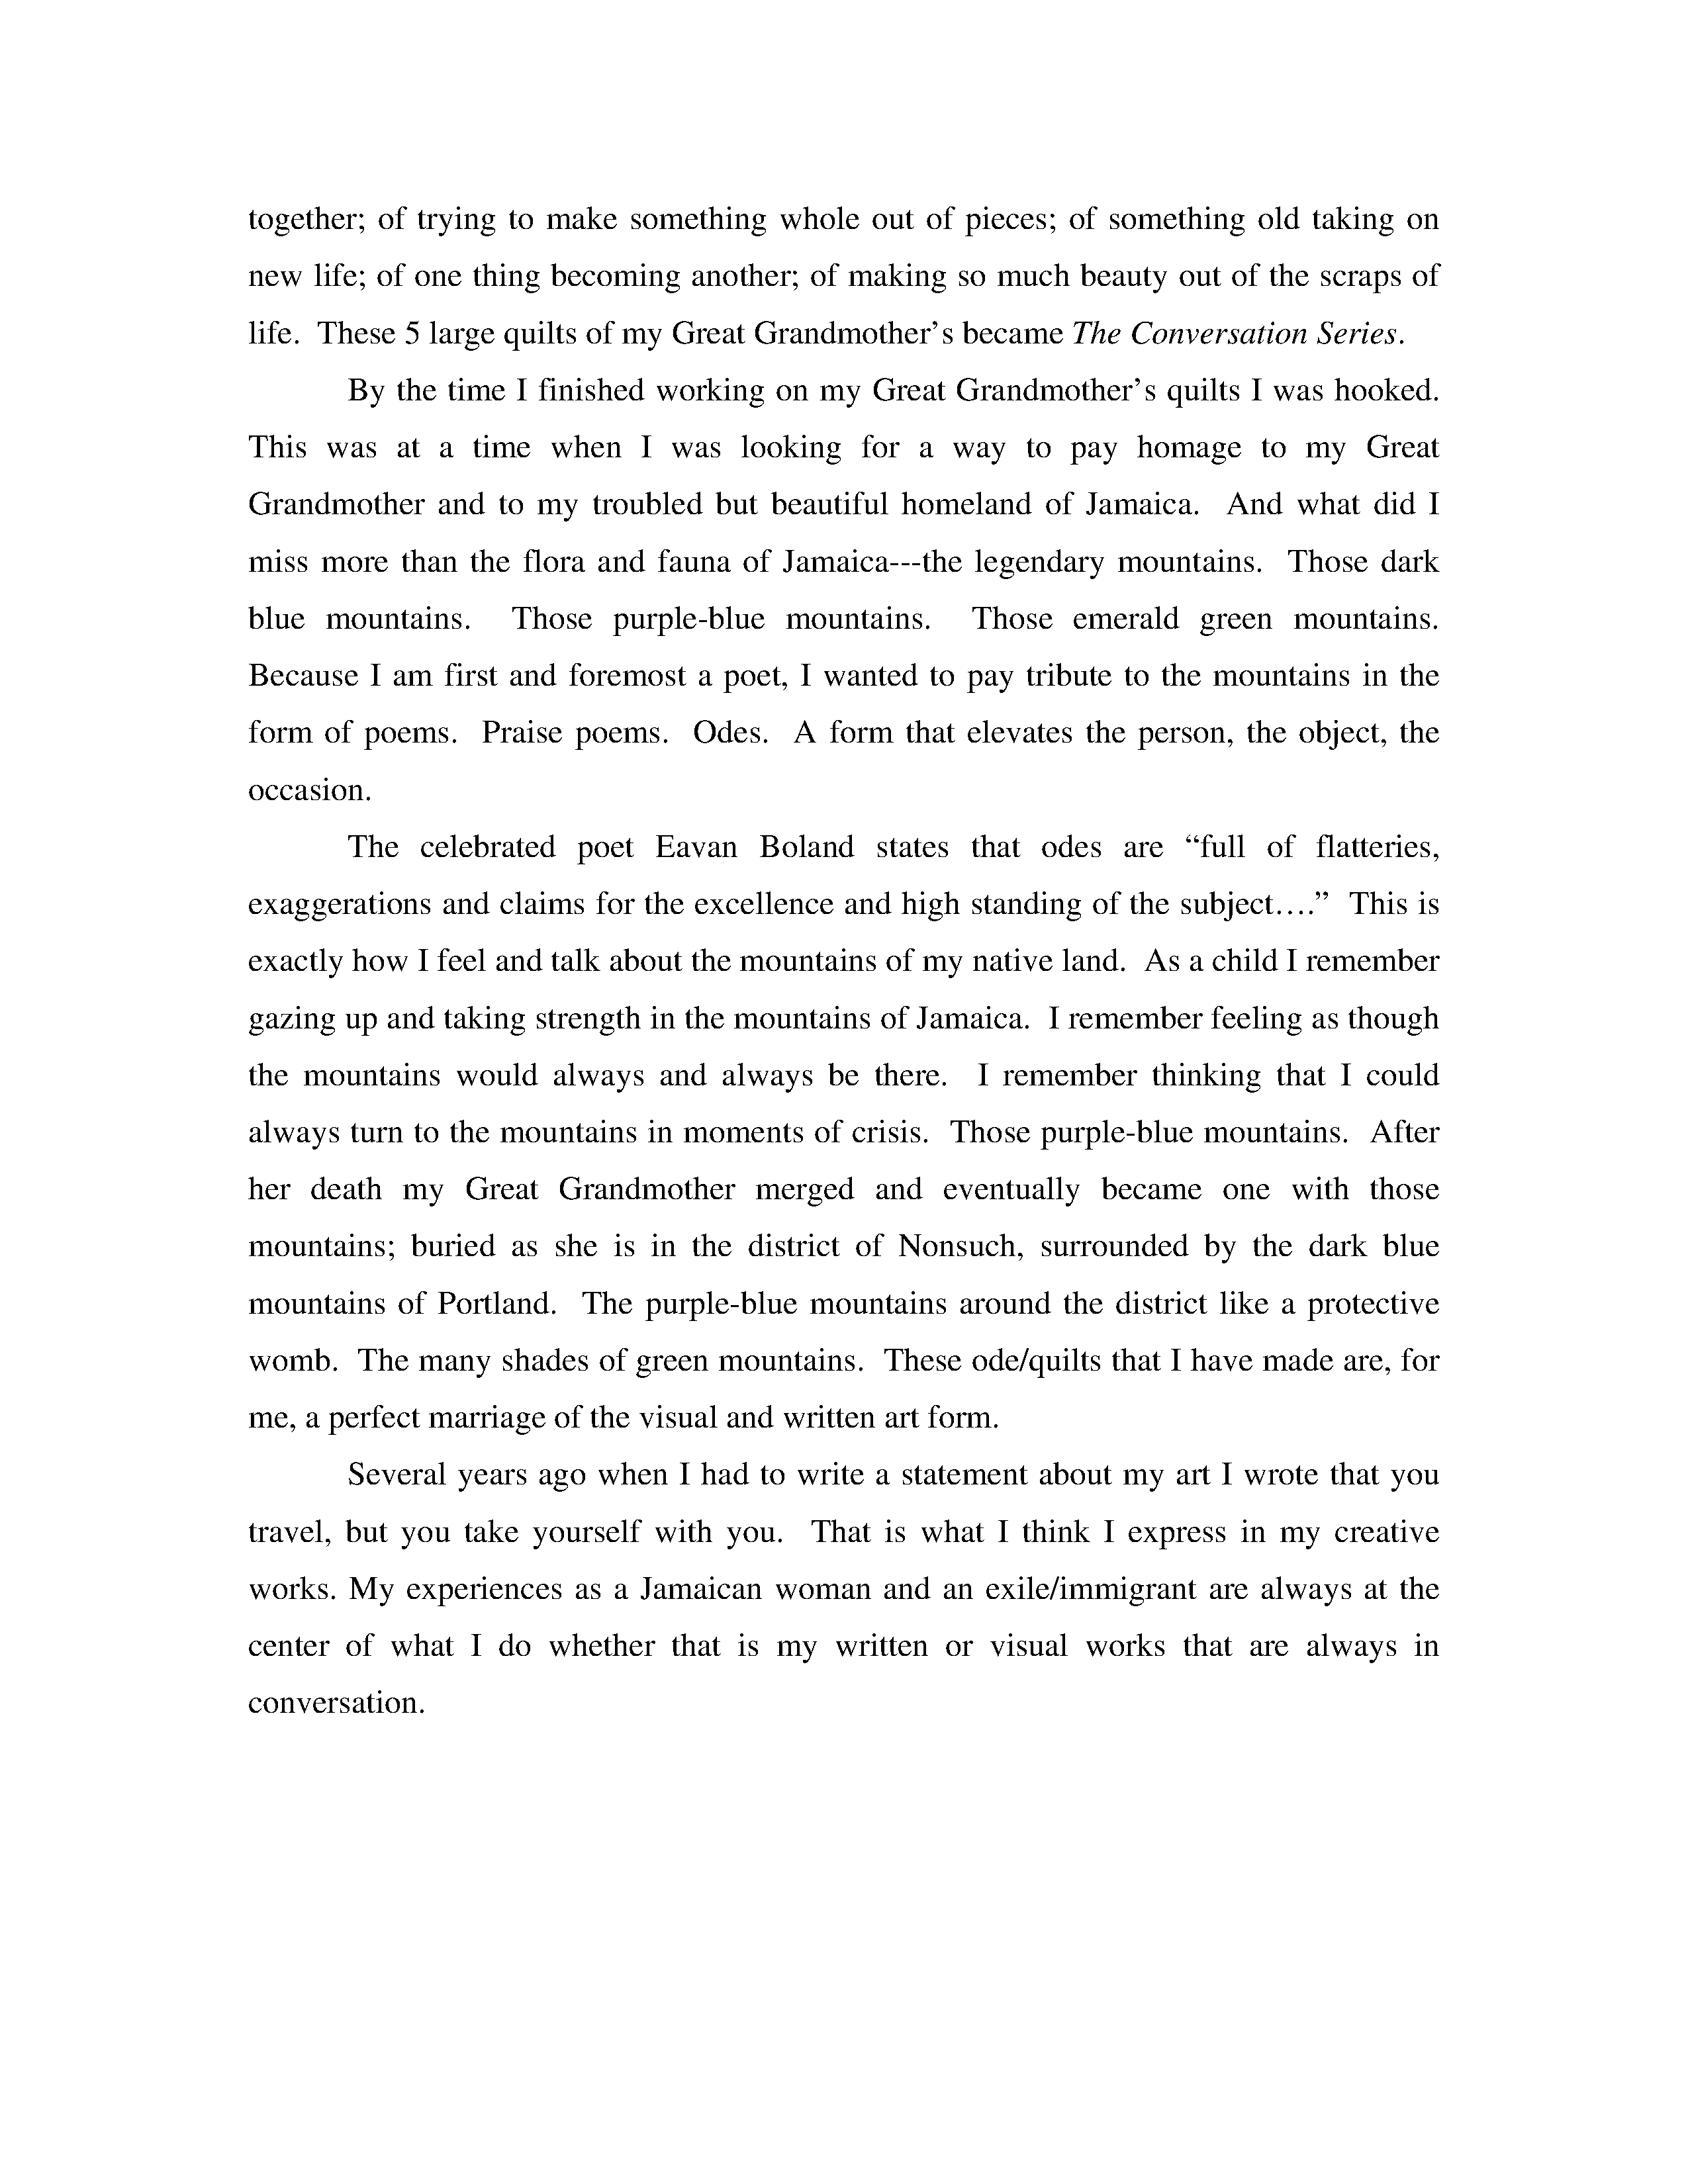 together; of trying to make something whole out of pieces; of something old taking on
new life; of one thing becoming another; of making so much beauty out of the scraps of
life.  These 5 large quilts of my Great Grandmother’s became The Conversation Series.
By the time I finished working on my Great Grandmother’s quilts I was hooked.
This was at a time when I was looking for a way to pay homage to my Great
Grandmother and to my troubled but beautiful homeland of Jamaica.  And what did I
miss more than the flora and fauna of Jamaica---the legendary mountains.  Those dark
blue mountains.  Those purple-blue mountains.  Those emerald green mountains.
Because I am first and foremost a poet, I wanted to pay tribute to the mountains in the
form of poems.  Praise poems.  Odes.  A form that elevates the person, the object, the
occasion.
The celebrated poet Eavan Boland states that odes are “full of flatteries,
exaggerations and claims for the excellence and high standing of the subject….”  This is
exactly how I feel and talk about the mountains of my native land.  As a child I remember
gazing up and taking strength in the mountains of Jamaica.  I remember feeling as though
the mountains would always and always be there.  I remember thinking that I could
always turn to the mountains in moments of crisis.  Those purple-blue mountains.  After
her death my Great Grandmother merged and eventually became one with those
mountains; buried as she is in the district of Nonsuch, surrounded by the dark blue
mountains of Portland.  The purple-blue mountains around the district like a protective
womb.  The many shades of green mountains.  These ode/quilts that I have made are, for
me, a perfect marriage of the visual and written art form.
Several years ago when I had to write a statement about my art I wrote that you
travel, but you take yourself with you.  That is what I think I express in my creative
works. My experiences as a Jamaican woman and an exile/immigrant are always at the
center of what I do whether that is my written or visual works that are always in
conversation.